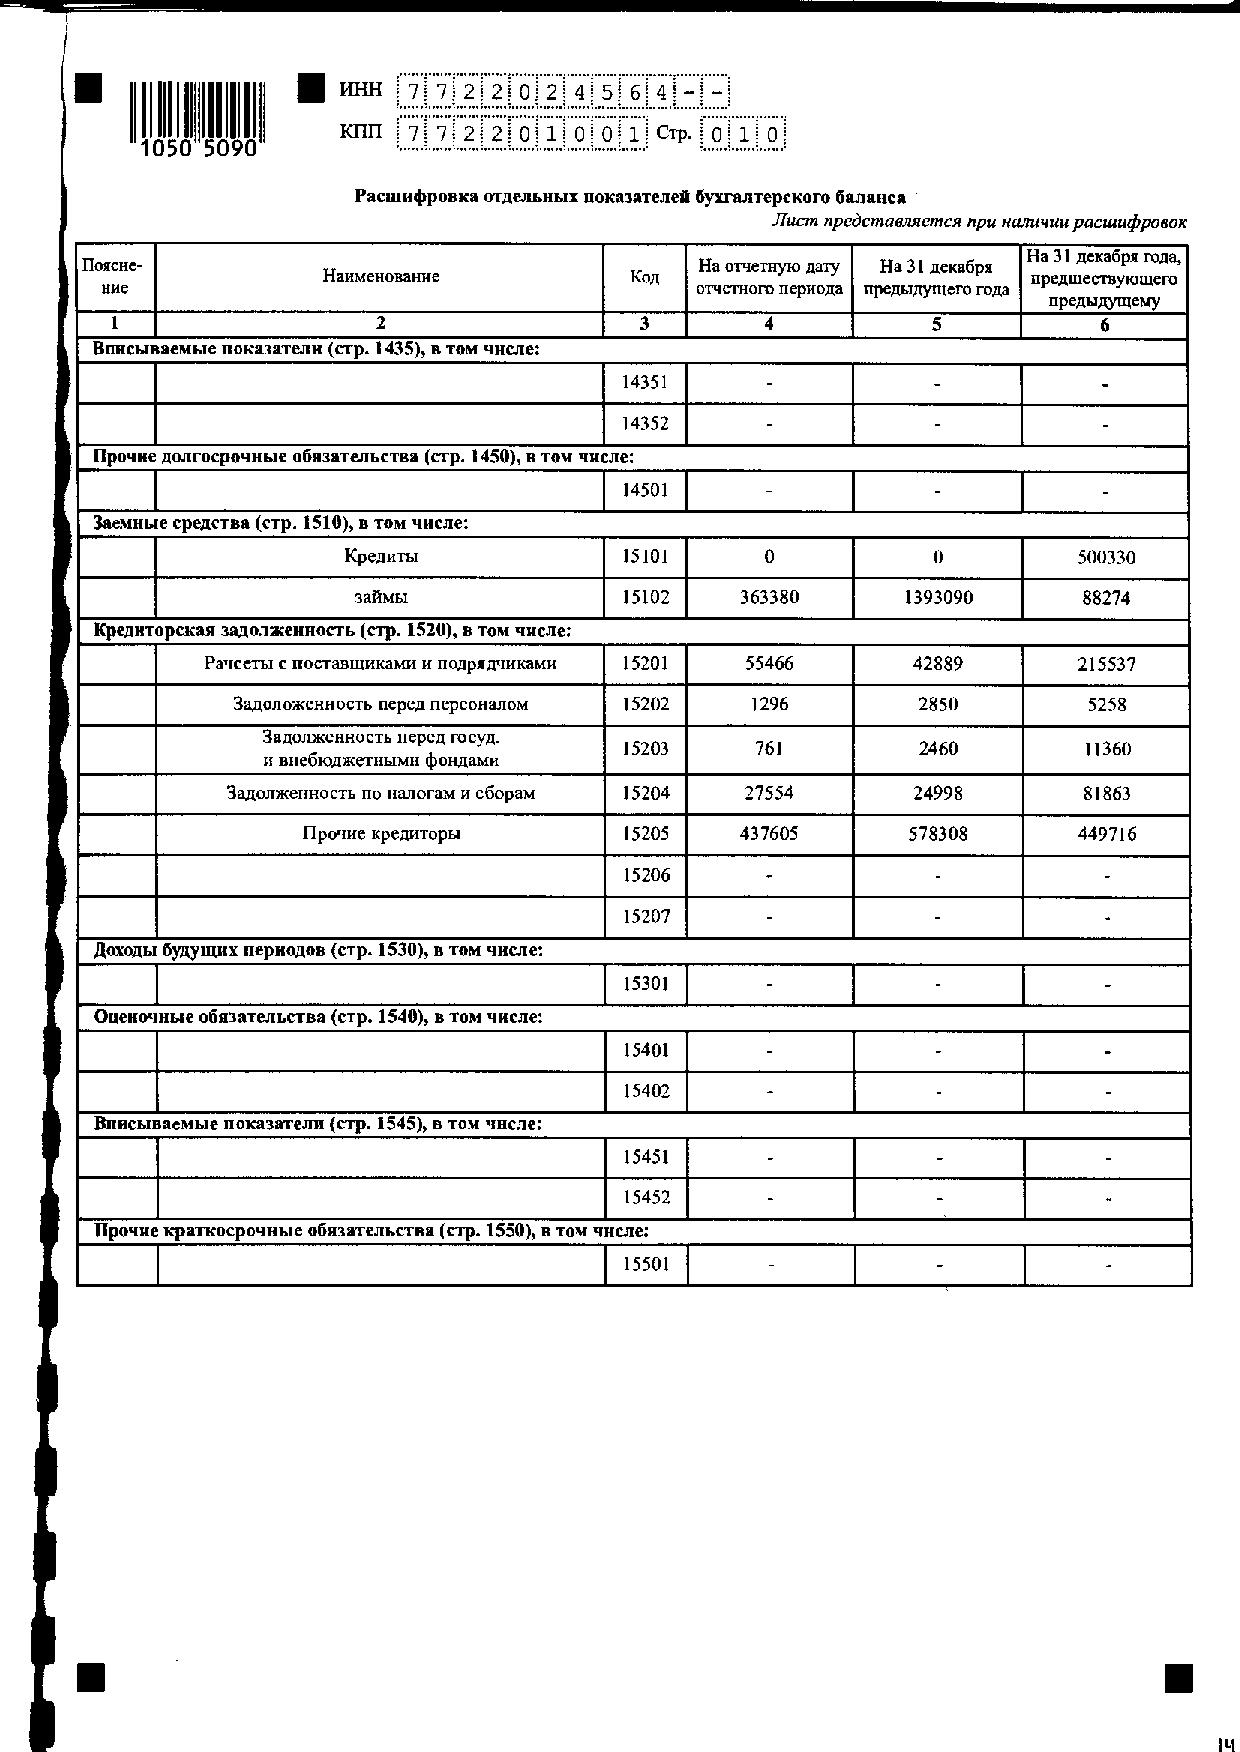 ИНН 7722024564--
1050 5090
КПП 772201001 Стр. 010
Расшифровка отдельных показателей бухгалтерского баланса
Лист представляется при наличии расшифровок
Поясне-ние Наименование Код На отчетную дату отчетного периода На 31 декабря предыдущего года На 31 декабря года, предшествующего предыдущему
1 2 3 4 5 6
Вписываемые показатели (стр. 1435), в том числе:
14351 - - -
14352 - - -
Прочие долгосрочные обязательства (стр. 1450), в том числе:
14501 - - -
Заемные средства (стр. 1510), в том числе:
Кредиты 15101 0 0 500330
займы 15102 363380 1393090 88274
Кредиторская задолженность (стр. 1520), в том числе:
Рачсеты с поставщиками и подрядчиками 15201 55466 42889 215537
Задоложенность перед персоналом 15202 1296 2850 5258
Задолженность перед госуд.
и внебюджетными фондами 15203 761 2460 11360
Задолженность по налогам и сборам 15204 27554 24998 81863
Прочие кредиторы 15205 437605 578308 449716
15206 - - -
15207 - - -
Доходы будущих периодов (стр. 1530), в том числе:
15301 - - -
Оценочные обязательства (стр. 1540), в том числе:
15401 - - -
15402 - - -
Вписываемые показатели (стр. 1545), в том числе:
15451 - - -
15452 - - -
Прочие краткосрочные обязательства (стр. 1550), в том числе:
15501 - - -
14